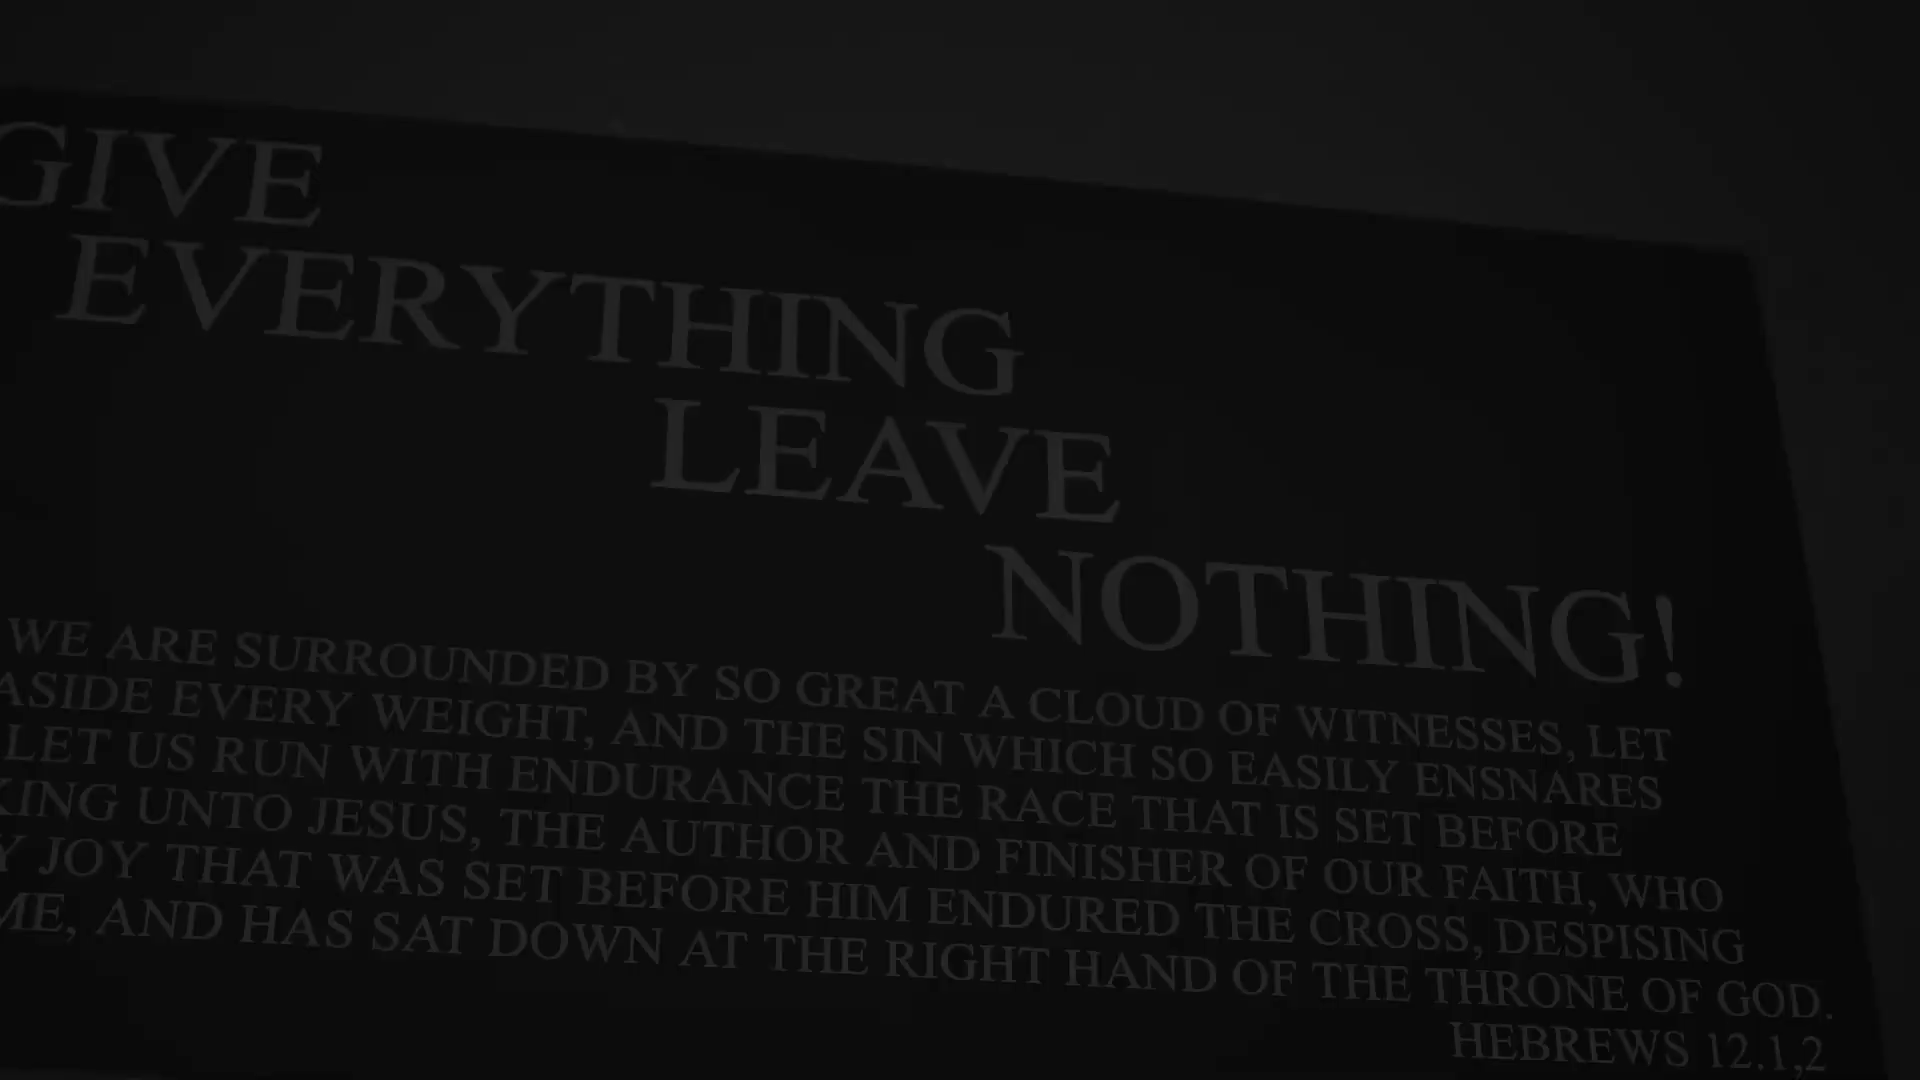 GIVE
EVERYTHING
LEAVE
NOTHING!
WE ARE SURROUNDED BY SO GREAT A CLOUD OF WITNESSES, LET
ASIDE EVERY WEIGHT, AND THE SIN WHICH SO EASILY ENSNARES
LET US RUN WITH ENDURANCE THE RACE THAT IS SET BEFORE
KING UNTO JESUS, THE AUTHOR AND FINISHER OF OUR FAITH, WHO
Y JOY THAT WAS SET BEFORE HIM ENDURED THE CROSS, DESPISING
ME, AND HAS SAT DOWN AT THE RIGHT HAND OF THE THRONE OF GOD.
HEBREWS 12.1,2